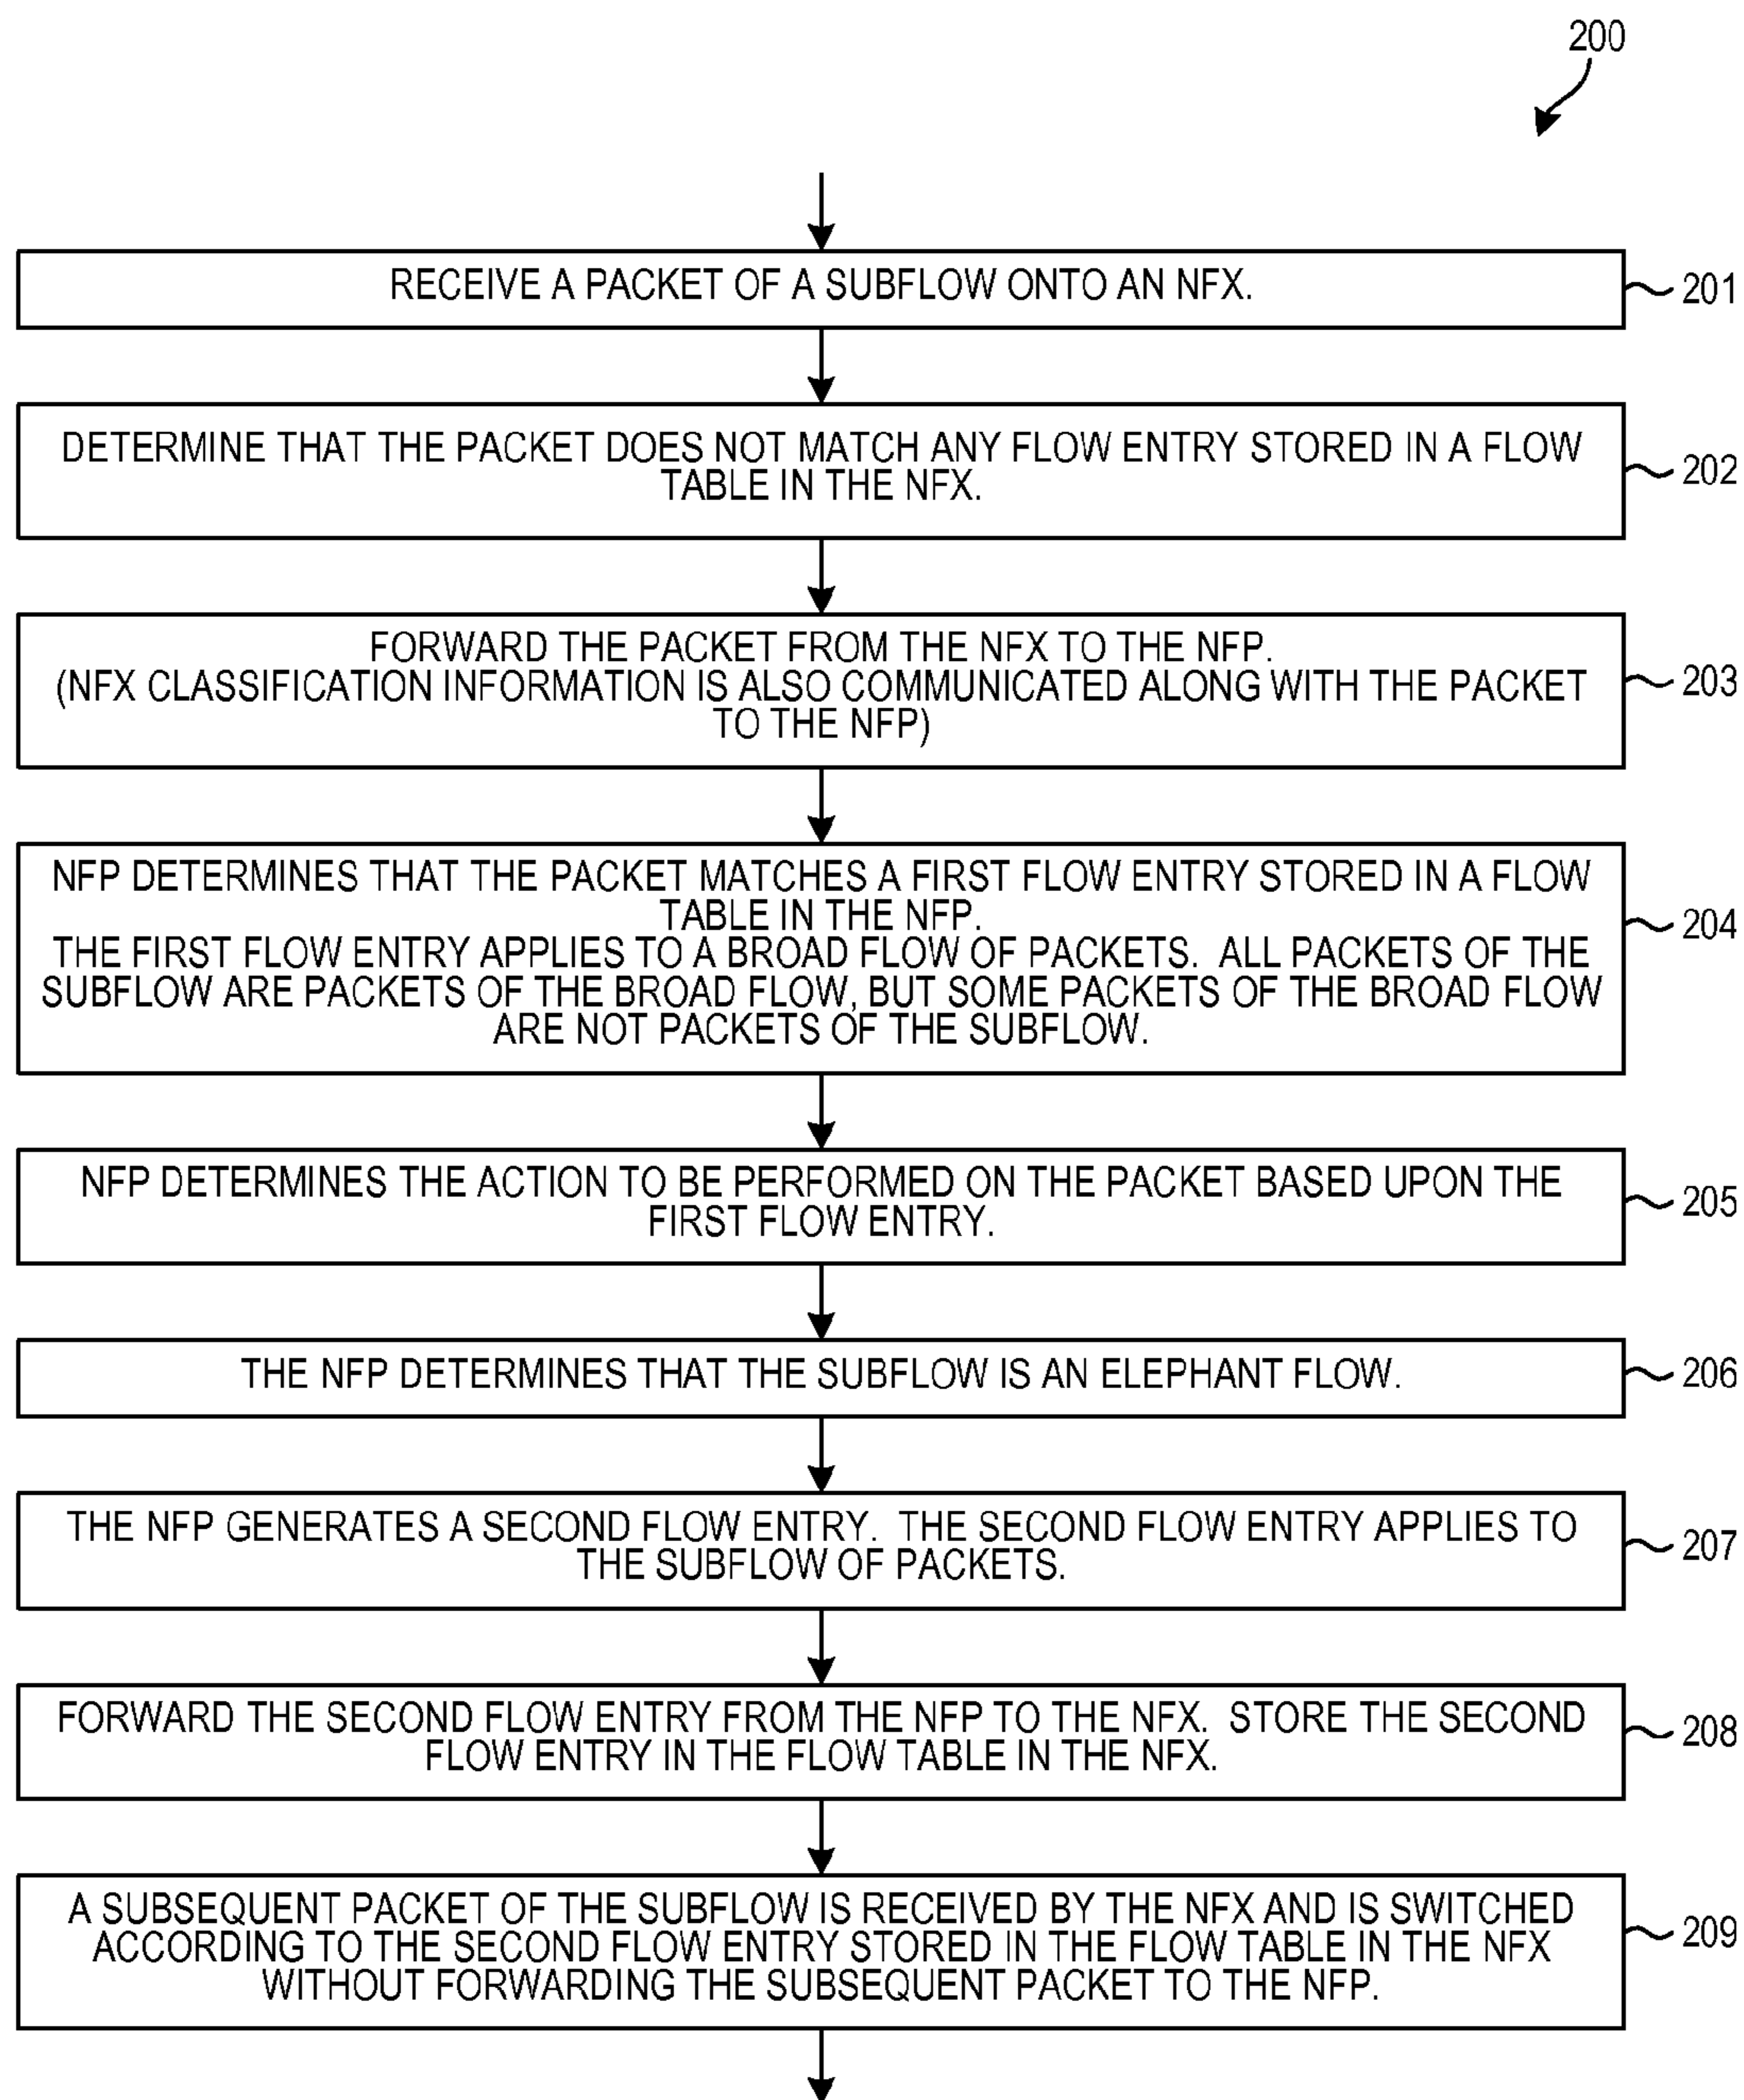 200
RECEIVE A PACKET OF A SUBFLOW ONTO AN NFX.
201
DETERMINE THAT THE PACKET DOES NOT MATCH ANY FLOW ENTRY STORED IN A FLOW
TABLE IN THE NFX.
202
FORWARD THE PACKET FROM THE NFX TO THE NFP.
(NFX CLASSIFICATION INFORMATION IS ALSO COMMUNICATED ALONG WITH THE PACKET
TO THE NFP)
203
NFP DETERMINES THAT THE PACKET MATCHES A FIRST FLOW ENTRY STORED IN A FLOW
TABLE IN THE NFP.
THE FIRST FLOW ENTRY APPLIES TO A BROAD FLOW OF PACKETS. ALL PACKETS OF THE
SUBFLOW ARE PACKETS OF THE BROAD FLOW, BUT SOME PACKETS OF THE BROAD FLOW
ARE NOT PACKETS OF THE SUBFLOW.
204
NFP DETERMINES THE ACTION TO BE PERFORMED ON THE PACKET BASED UPON THE
FIRST FLOW ENTRY.
205
THE NFP DETERMINES THAT THE SUBFLOW IS AN ELEPHANT FLOW.
206
THE NFP GENERATES A SECOND FLOW ENTRY. THE SECOND FLOW ENTRY APPLIES TO
THE SUBFLOW OF PACKETS.
207
FORWARD THE SECOND FLOW ENTRY FROM THE NFP TO THE NFX. STORE THE SECOND
FLOW ENTRY IN THE FLOW TABLE IN THE NFX.
208
A SUBSEQUENT PACKET OF THE SUBFLOW IS RECEIVED BY THE NFX AND IS SWITCHED
ACCORDING TO THE SECOND FLOW ENTRY STORED IN THE FLOW TABLE IN THE NFX
WITHOUT FORWARDING THE SUBSEQUENT PACKET TO THE NFP.
209